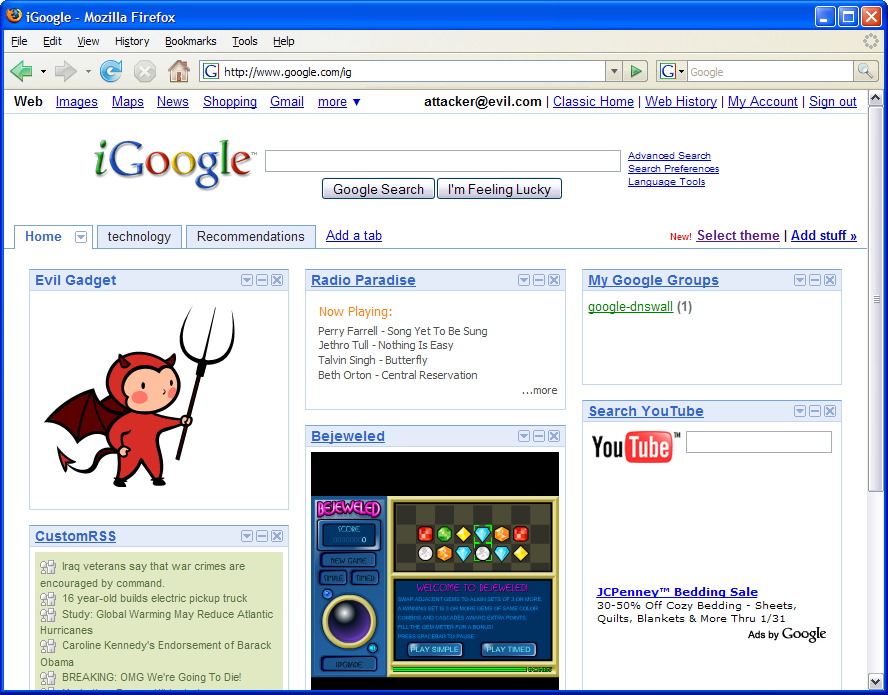 iGoogle - Mozilla Firefox
File Edit View History Bookmarks Tools Help
G http://www.google.com/ig G Google
Web Images Maps News Shopping Gmail more ▼ attacker@evil.com | Classic Home | Web History | My Account | Sign out
iGoogle™
Advanced Search
Search Preferences
Language Tools
Google Search I'm Feeling Lucky
Home technology Recommendations Add a tab New! Select theme | Add stuff »
Evil Gadget
CustomRSS
Iraq veterans say that war crimes are
encouraged by command.
16 year-old builds electric pickup truck
Study: Global Warming May Reduce Atlantic
Hurricanes
Caroline Kennedy's Endorsement of Barack
Obama
BREAKING: OMG We're Going To Die!
Radio Paradise
Now Playing:
Perry Farrell - Song Yet To Be Sung
Jethro Tull - Nothing Is Easy
Talvin Singh - Butterfly
Beth Orton - Central Reservation
...more
Bejeweled
BEJEWELED
SCORE
NEW GAME
SIMPLE TIMED
UPGRADE
WELCOME TO BEJEWELED!
SWAP ADJACENT GEMS TO ALIGN SETS OF 3 OR MORE.
A WINNING SET IS 3 OR MORE GEMS OF SAME COLOR.
COMBOS AND CASCADES AWARD EXTRA POINTS.
FILL THE GEM METER FOR A BONUS!
PRESS SPACEBAR TO PAUSE
PLAY SIMPLE PLAY TIMED
My Google Groups
google-dnswall (1)
Search YouTube
YouTube™
JCPenney™ Bedding Sale
30-50% Off Cozy Bedding - Sheets,
Quilts, Blankets & More Thru 1/31
Ads by Google